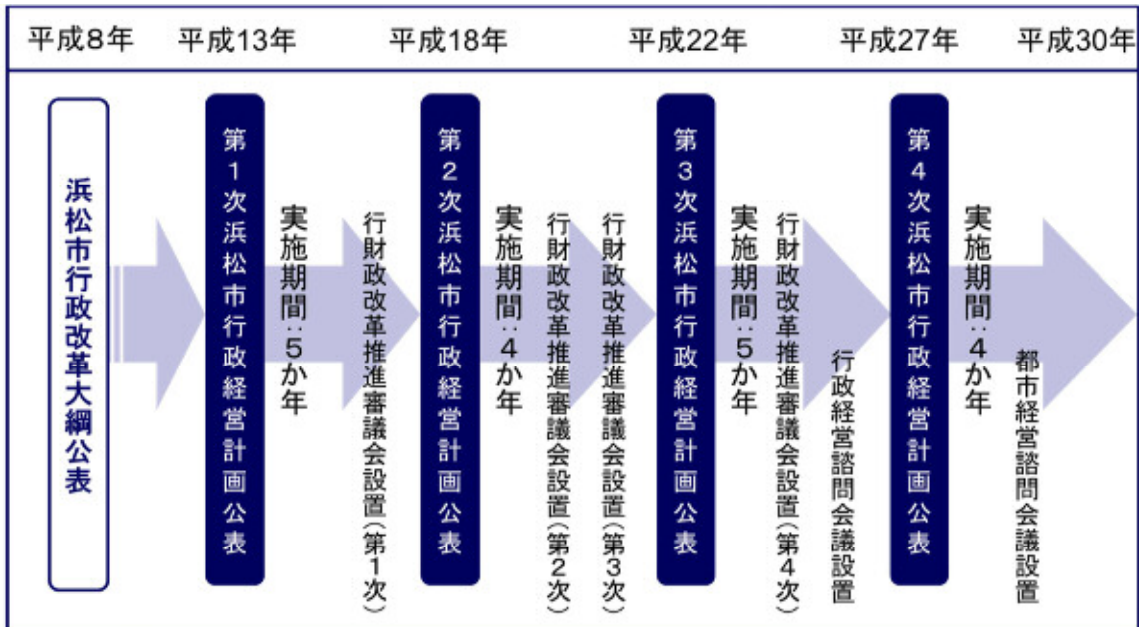 平成8年
平成13年
平成18年
平成22年
平成27年
平成30年
浜松市行政改革大綱公表
第1次浜松市行政経営計画公表
実施期間：5か年
行財政改革推進審議会設置（第1次）
第2次浜松市行政経営計画公表
実施期間：4か年
行財政改革推進審議会設置（第2次）
行財政改革推進審議会設置（第3次）
第3次浜松市行政経営計画公表
実施期間：5か年
行財政改革推進審議会設置（第4次）
行政経営諮問会議設置
第4次浜松市行政経営計画公表
実施期間：4か年
都市経営諮問会議設置